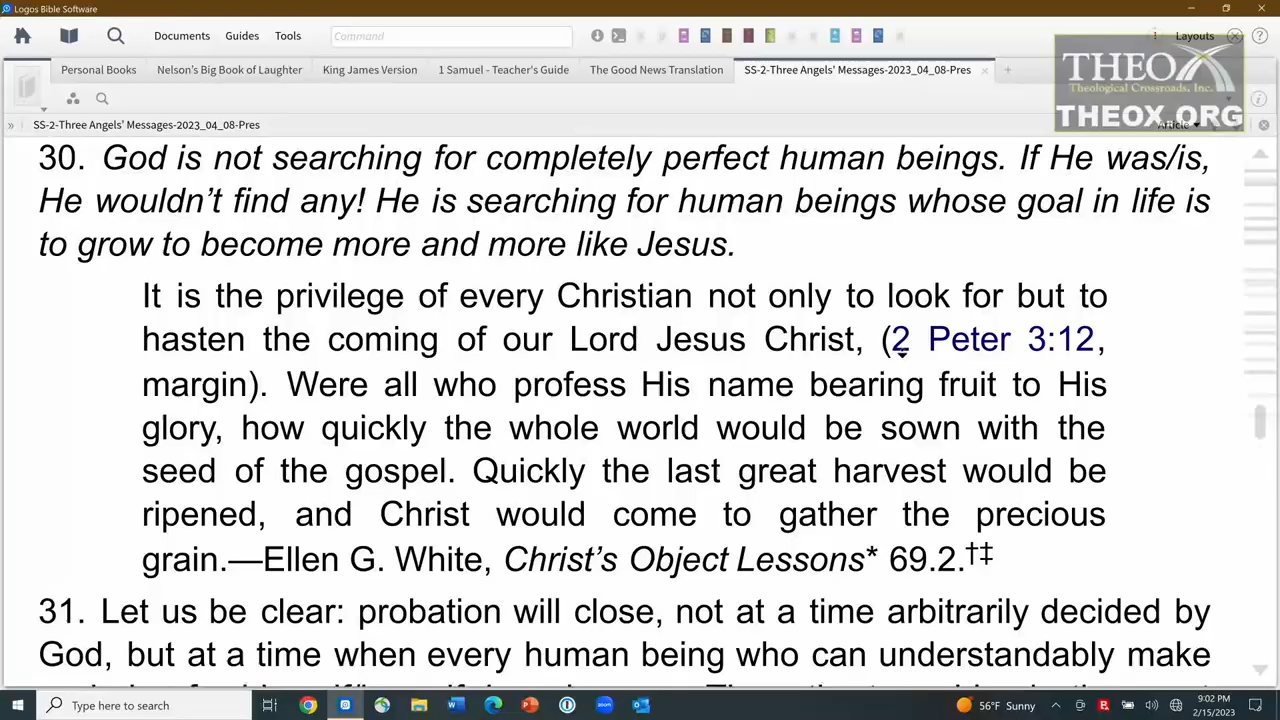 Logos Bible Software
Documents Guides Tools Command Layouts
Personal Books Nelson's Big Book of Laughter King James Version 1 Samuel - Teacher's Guide The Good News Translation SS-2-Three Angels' Messages-2023_04_08-Pres
THEOX
Theological Crossroads, Inc.
THEOX.ORG
SS-2-Three Angels' Messages-2023_04_08-Pres Article
30. God is not searching for completely perfect human beings. If He was/is,
He wouldn't find any! He is searching for human beings whose goal in life is
to grow to become more and more like Jesus.
It is the privilege of every Christian not only to look for but to
hasten the coming of our Lord Jesus Christ, (2 Peter 3:12,
margin). Were all who profess His name bearing fruit to His
glory, how quickly the whole world would be sown with the
seed of the gospel. Quickly the last great harvest would be
ripened, and Christ would come to gather the precious
grain.—Ellen G. White, Christ's Object Lessons* 69.2.†‡
31. Let us be clear: probation will close, not at a time arbitrarily decided by
God, but at a time when every human being who can understandably make
Type here to search 56°F Sunny 9:02 PM
2/15/2023